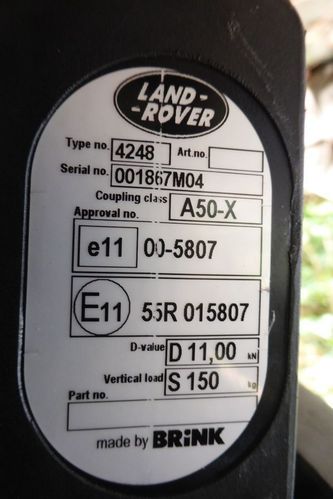 LAND-
-ROVER
Type no. 4248 Art.no.
Serial no. 001867M04
Coupling class A50-X
Approval no.
e11 00-5807
E11 55R 015807
D-value D 11,00 kN
Vertical load S 150 kg
Part no.
made by BRiNK